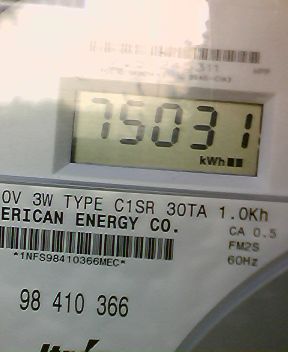 75031
kWh
0V 3W TYPE C1SR 30TA 1.0Kh
ERICAN ENERGY CO.
CA 0.5
FM2S
*1NFS98410366MEC*
60Hz
98 410 366